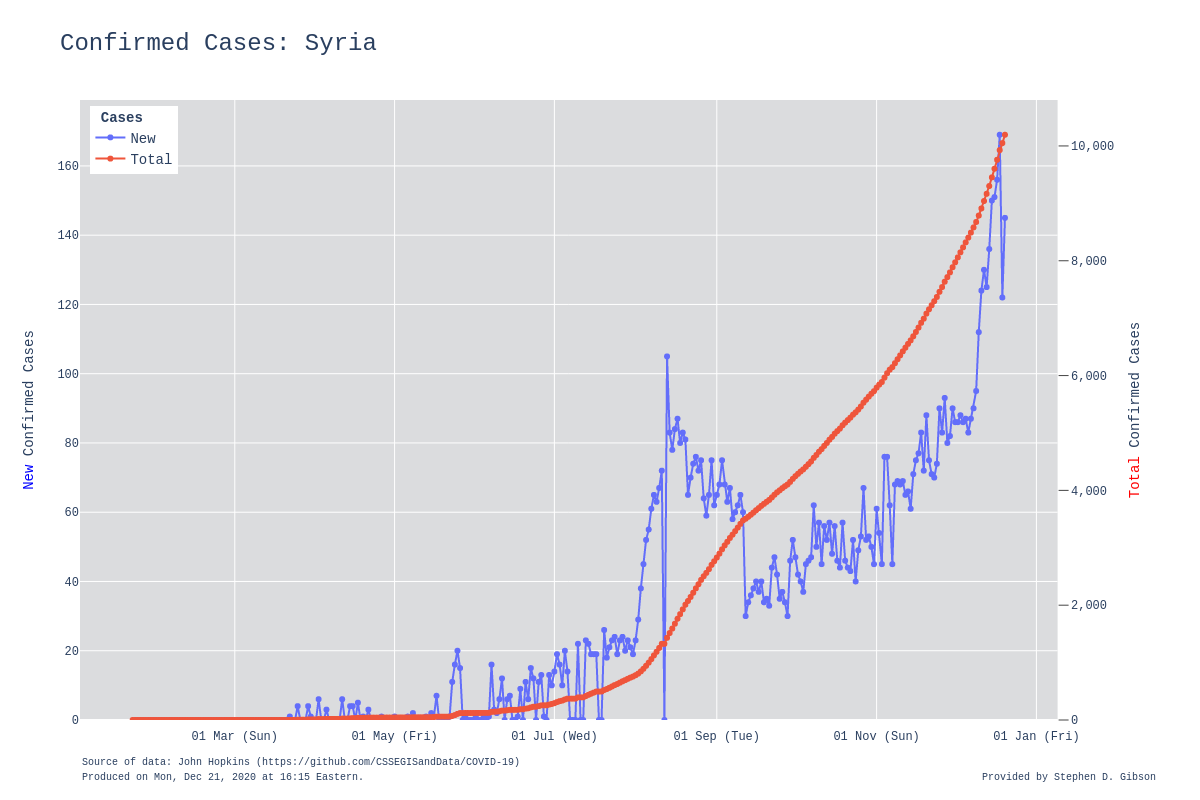 Confirmed Cases: Syria
Cases
New
Total
160
140
120
100
80
60
40
20
0
10,000
8,000
6,000
4,000
2,000
0
New Confirmed Cases
Total Confirmed Cases
01 Mar (Sun) 01 May (Fri) 01 Jul (Wed) 01 Sep (Tue) 01 Nov (Sun) 01 Jan (Fri)
Source of data: John Hopkins (https://github.com/CSSEGISandData/COVID-19)
Produced on Mon, Dec 21, 2020 at 16:15 Eastern.
Provided by Stephen D. Gibson